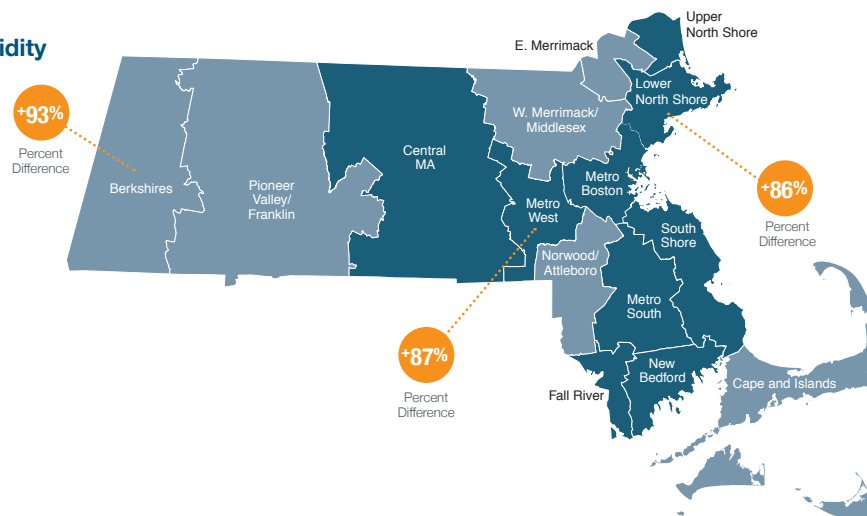 idity
Upper
North Shore
E. Merrimack
+93%
Percent
Difference
Lower
North Shore
W. Merrimack/
Middlesex
Central
MA
Berkshires
Pioneer
Valley/
Franklin
Metro
Boston
+86%
Percent
Difference
Metro
West
South
Shore
Norwood/
Attleboro
Metro
South
+87%
Percent
Difference
New
Bedford
Fall River
Cape and Islands